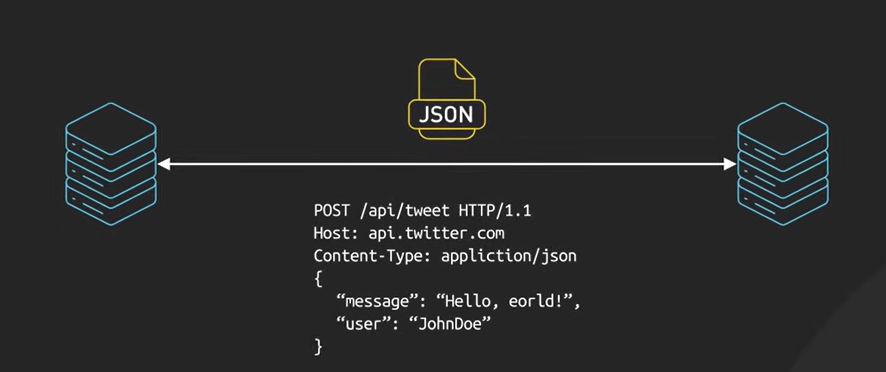 JSON
POST /api/tweet HTTP/1.1
Host: api.twitter.com
Content-Type: appliction/json
{
“message”: “Hello, eorld!”,
“user”: “JohnDoe”
}